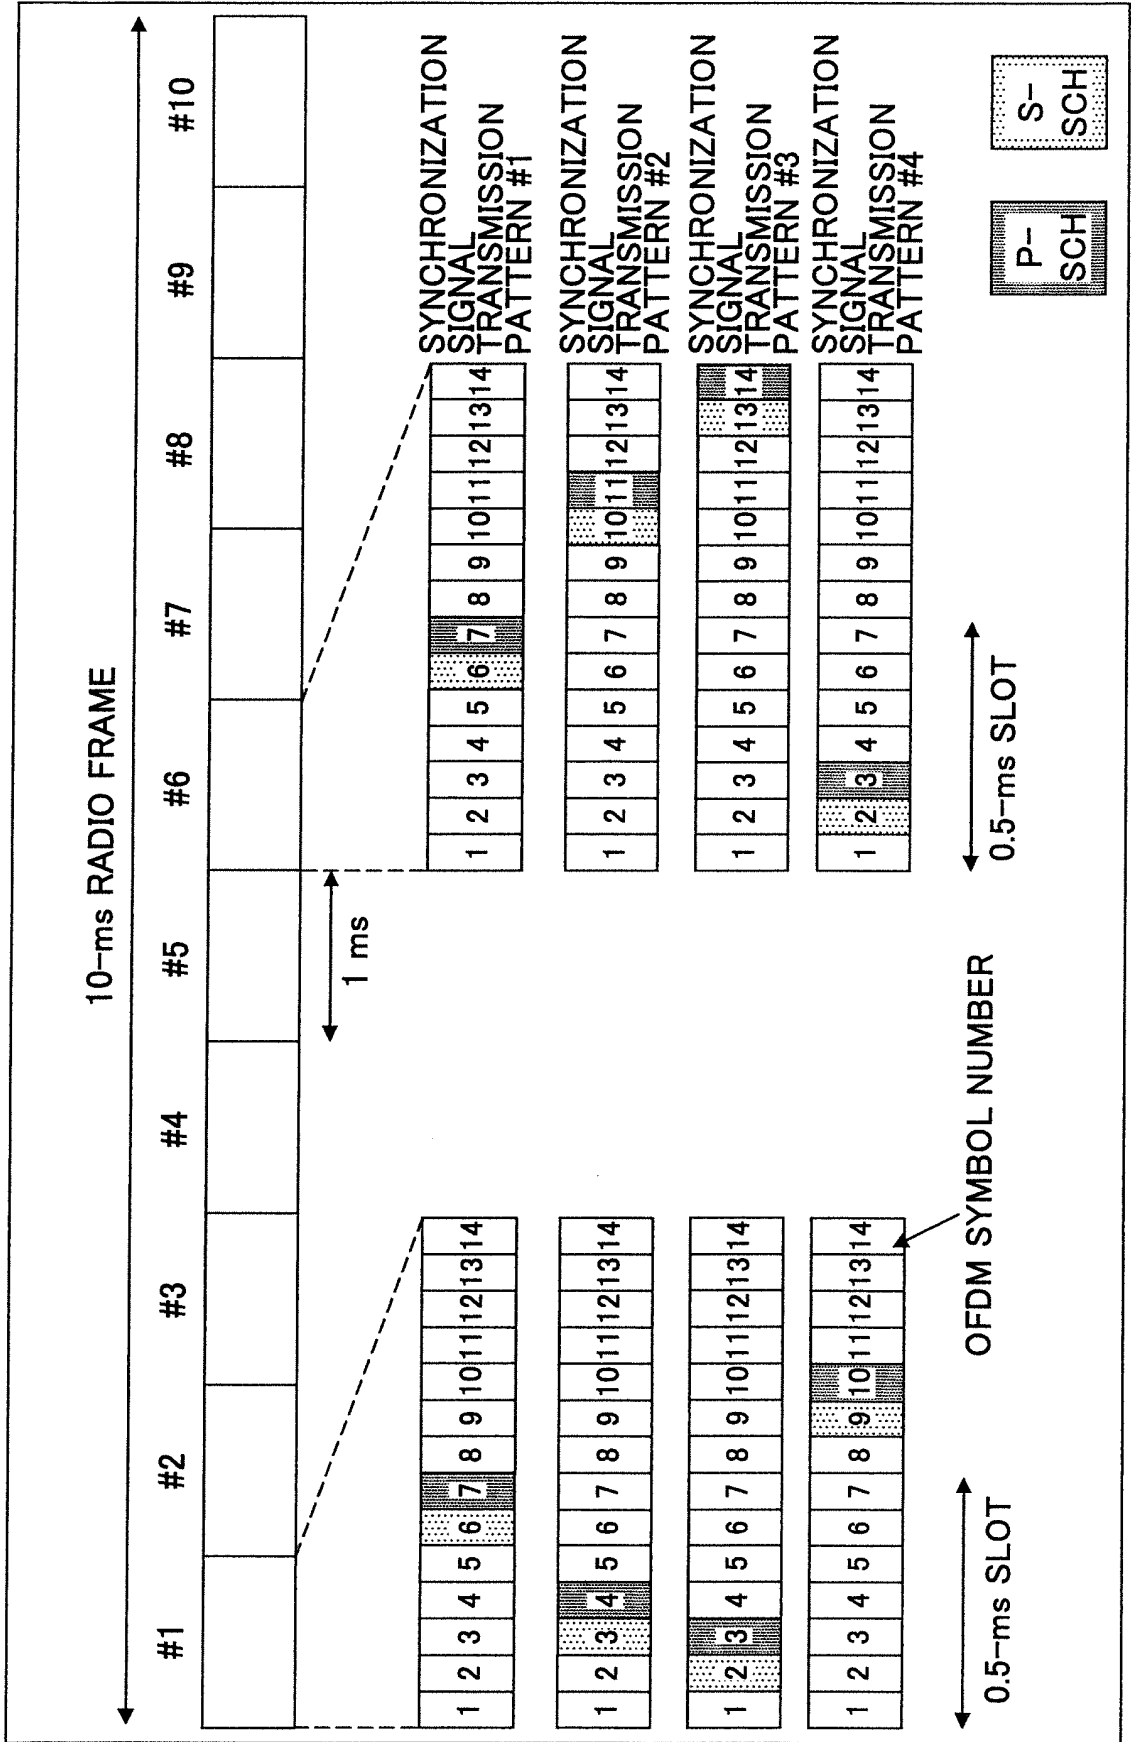 10-ms RADIO FRAME
#1 #2 #3 #4 #5 #6 #7 #8 #9 #10
1 ms
1 2 3 4 5 6 7 8 9 10 11 12 13 14
1 2 3 4 5 6 7 8 9 10 11 12 13 14
SYNCHRONIZATION
SIGNAL
TRANSMISSION
PATTERN #1
1 2 3 4 5 6 7 8 9 10 11 12 13 14
1 2 3 4 5 6 7 8 9 10 11 12 13 14
SYNCHRONIZATION
SIGNAL
TRANSMISSION
PATTERN #2
1 2 3 4 5 6 7 8 9 10 11 12 13 14
1 2 3 4 5 6 7 8 9 10 11 12 13 14
SYNCHRONIZATION
SIGNAL
TRANSMISSION
PATTERN #3
1 2 3 4 5 6 7 8 9 10 11 12 13 14
1 2 3 4 5 6 7 8 9 10 11 12 13 14
SYNCHRONIZATION
SIGNAL
TRANSMISSION
PATTERN #4
0.5-ms SLOT
OFDM SYMBOL NUMBER
0.5-ms SLOT
P-
SCH
S-
SCH